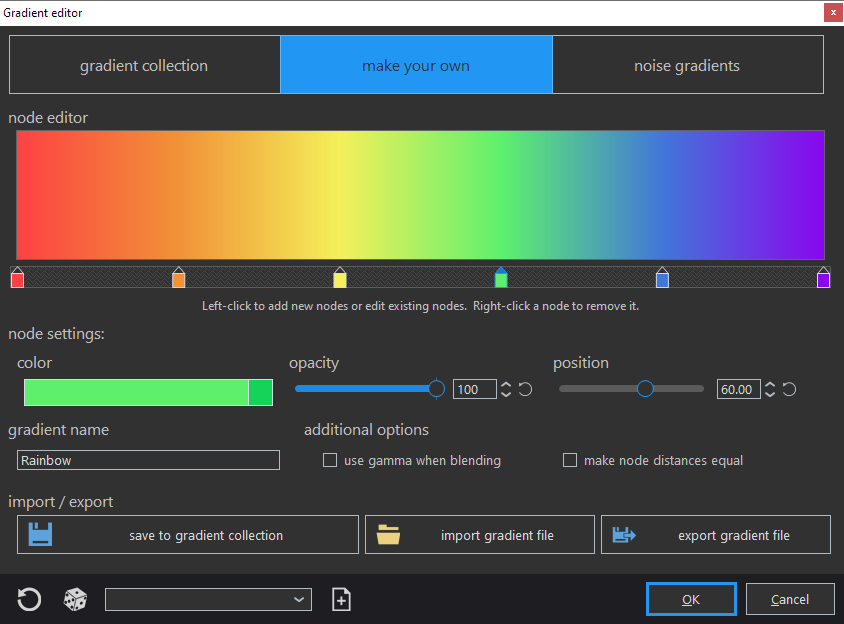 Gradient editor
gradient collection
make your own
noise gradients
node editor
Left-click to add new nodes or edit existing nodes.  Right-click a node to remove it.
node settings:
color
opacity
position
100
60.00
gradient name
additional options
Rainbow
use gamma when blending
make node distances equal
import / export
save to gradient collection
import gradient file
export gradient file
OK
Cancel